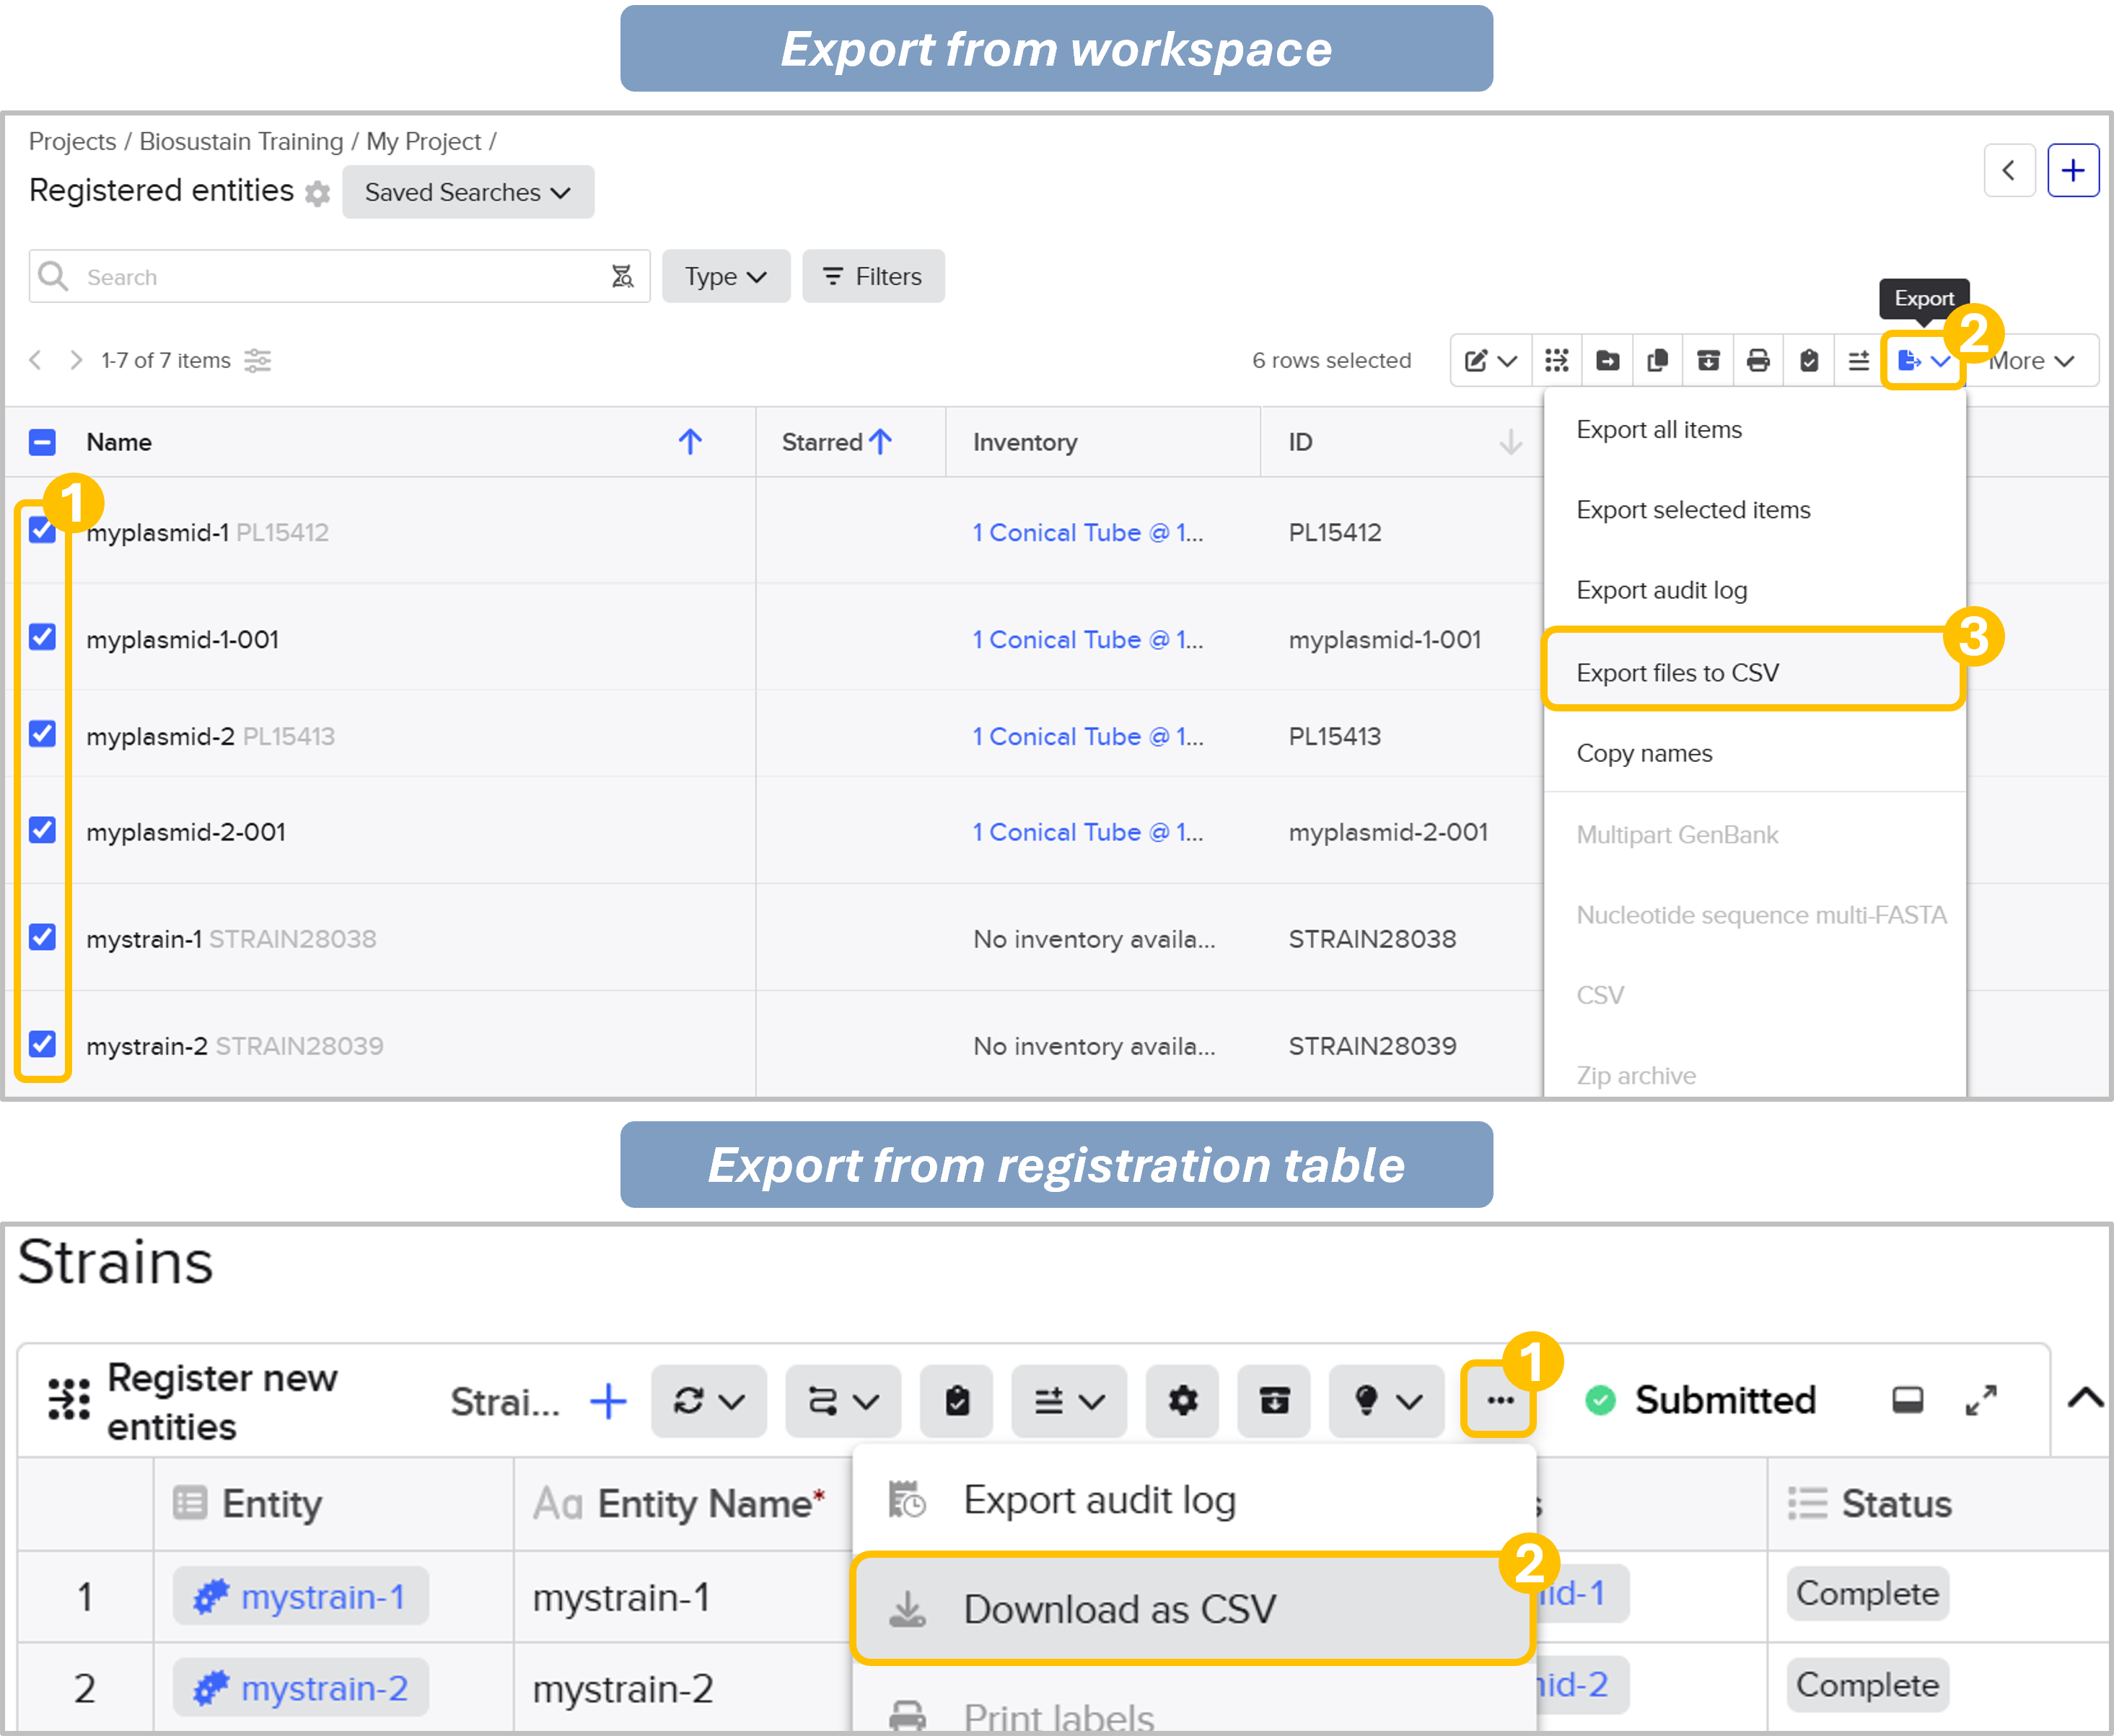 Export from workspace
Projects / Biosustain Training / My Project /
Registered entities Saved Searches
Search Type Filters
Export
2
1-7 of 7 items 6 rows selected More
Name Starred Inventory ID
Export all items
1
myplasmid-1 PL15412 1 Conical Tube @ 1... PL15412
Export selected items
Export audit log
myplasmid-1-001 1 Conical Tube @ 1... myplasmid-1-001
3
Export files to CSV
myplasmid-2 PL15413 1 Conical Tube @ 1... PL15413
Copy names
myplasmid-2-001 1 Conical Tube @ 1... myplasmid-2-001
Multipart GenBank
Nucleotide sequence multi-FASTA
mystrain-1 STRAIN28038 No inventory availa... STRAIN28038
CSV
mystrain-2 STRAIN28039 No inventory availa... STRAIN28039
Zip archive
Export from registration table
Strains
1
Register new
entities
Strai... Submitted
Entity Aa Entity Name* s Status
Export audit log
2
1 mystrain-1 mystrain-1 id-1 Complete
Download as CSV
2 mystrain-2 mystrain-2 id-2 Complete
Print labels